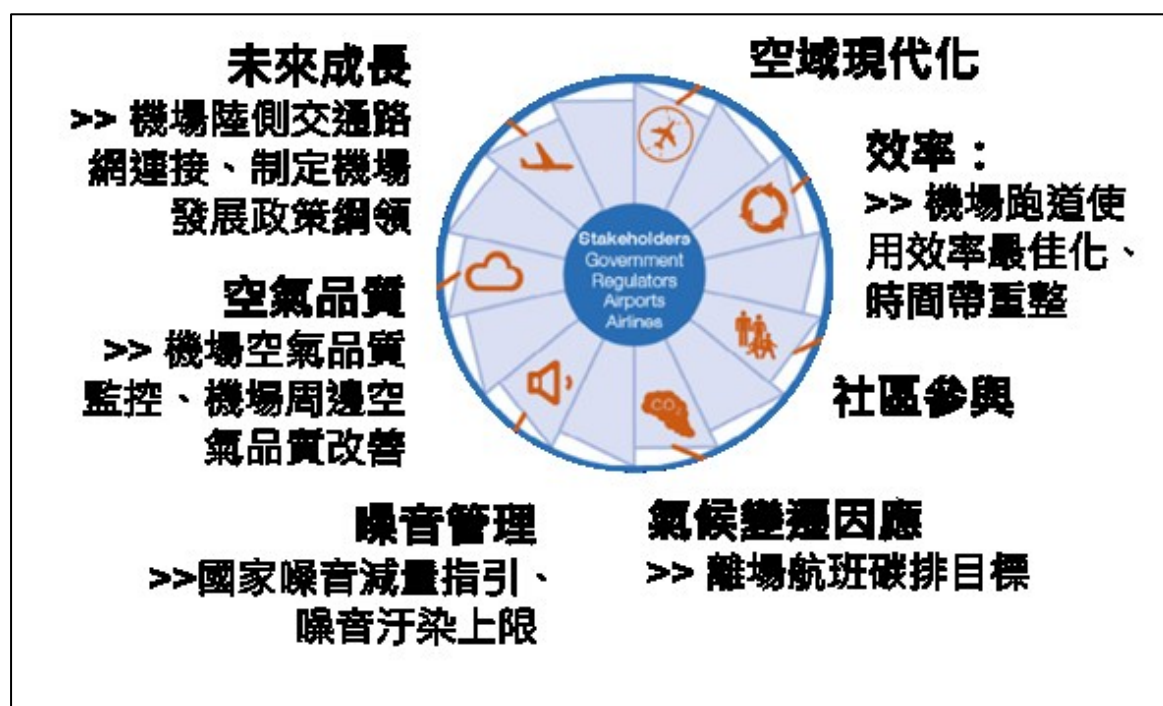 未來成長
>> 機場陸側交通路
網連接、制定機場
發展政策綱領
空域現代化
效率：
>> 機場跑道使
用效率最佳化、
時間帶重整
Stakeholders
Government
Regulators
Airports
Airlines
空氣品質
>> 機場空氣品質
監控、機場周邊空
氣品質改善
社區參與
CO₂
噪音管理
>>國家噪音減量指引、
噪音汙染上限
氣候變遷因應
>> 離場航班碳排目標